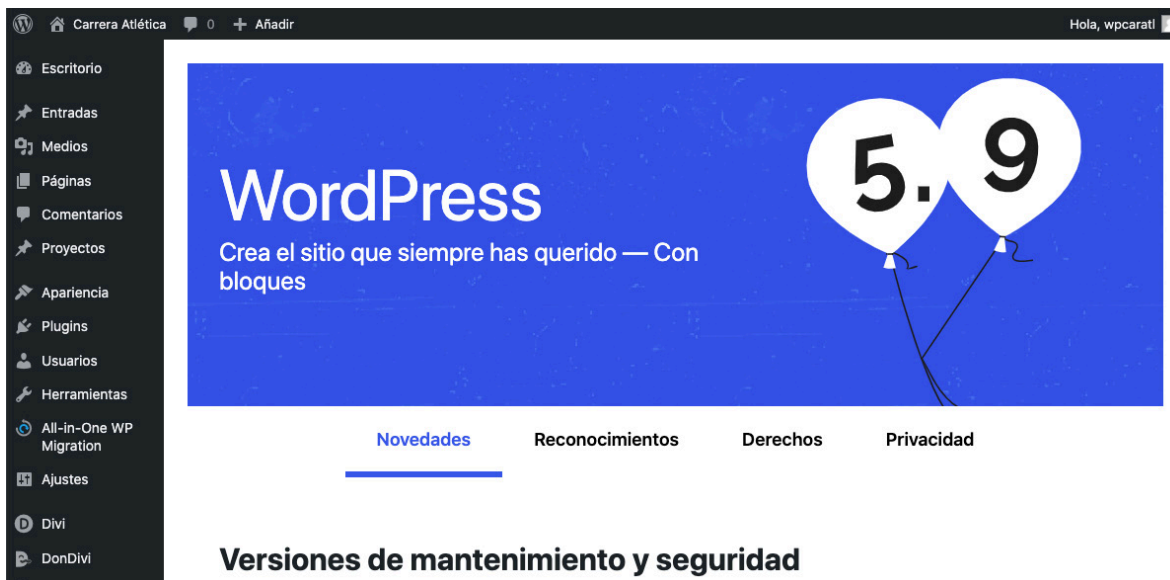 Carrera Atlética 0 + Añadir Hola, wpcaratl
Escritorio
Entradas
Medios
Páginas
Comentarios
Proyectos
Apariencia
Plugins
Usuarios
Herramientas
All-in-One WP
Migration
Ajustes
Divi
DonDivi
WordPress
Crea el sitio que siempre has querido — Con
bloques
5.9
Novedades Reconocimientos Derechos Privacidad
Versiones de mantenimiento y seguridad